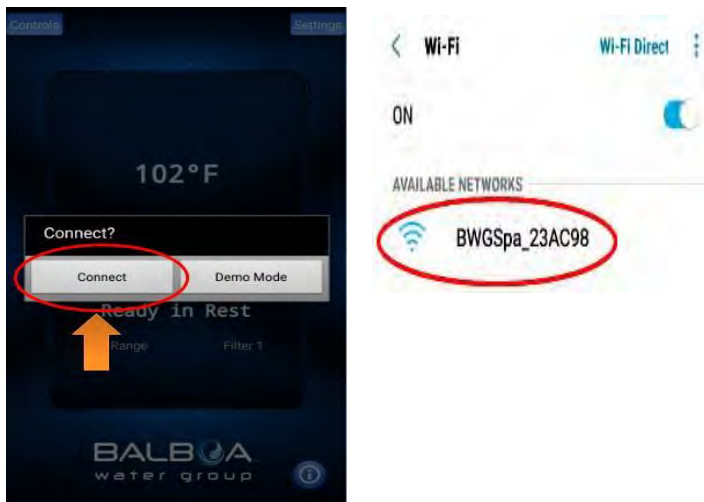 Controls Settings
102°F
Connect?
Connect Demo Mode
Ready in Rest
Range Filter 1
BALBOA
water group
Wi-Fi Wi-Fi Direct
ON
AVAILABLE NETWORKS
BWGSpa_23AC98